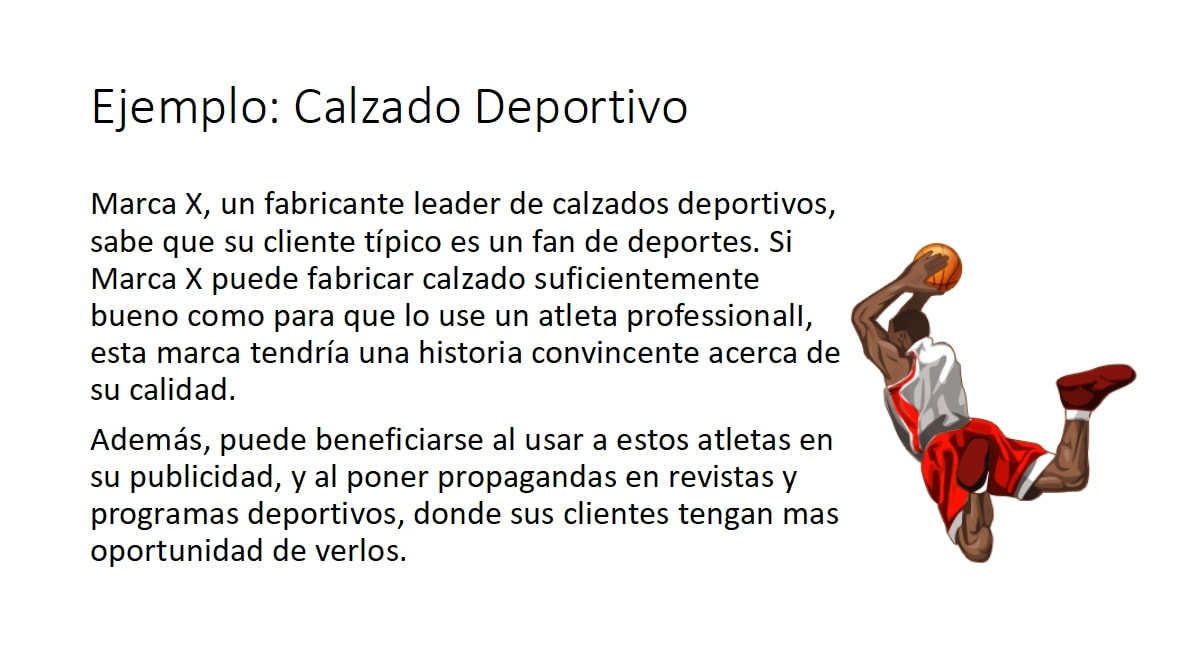 Ejemplo: Calzado Deportivo
Marca X, un fabricante leader de calzados deportivos,
sabe que su cliente típico es un fan de deportes. Si
Marca X puede fabricar calzado suficientemente
bueno como para que lo use un atleta professionalI,
esta marca tendría una historia convincente acerca de
su calidad.
Además, puede beneficiarse al usar a estos atletas en
su publicidad, y al poner propagandas en revistas y
programas deportivos, donde sus clientes tengan mas
oportunidad de verlos.